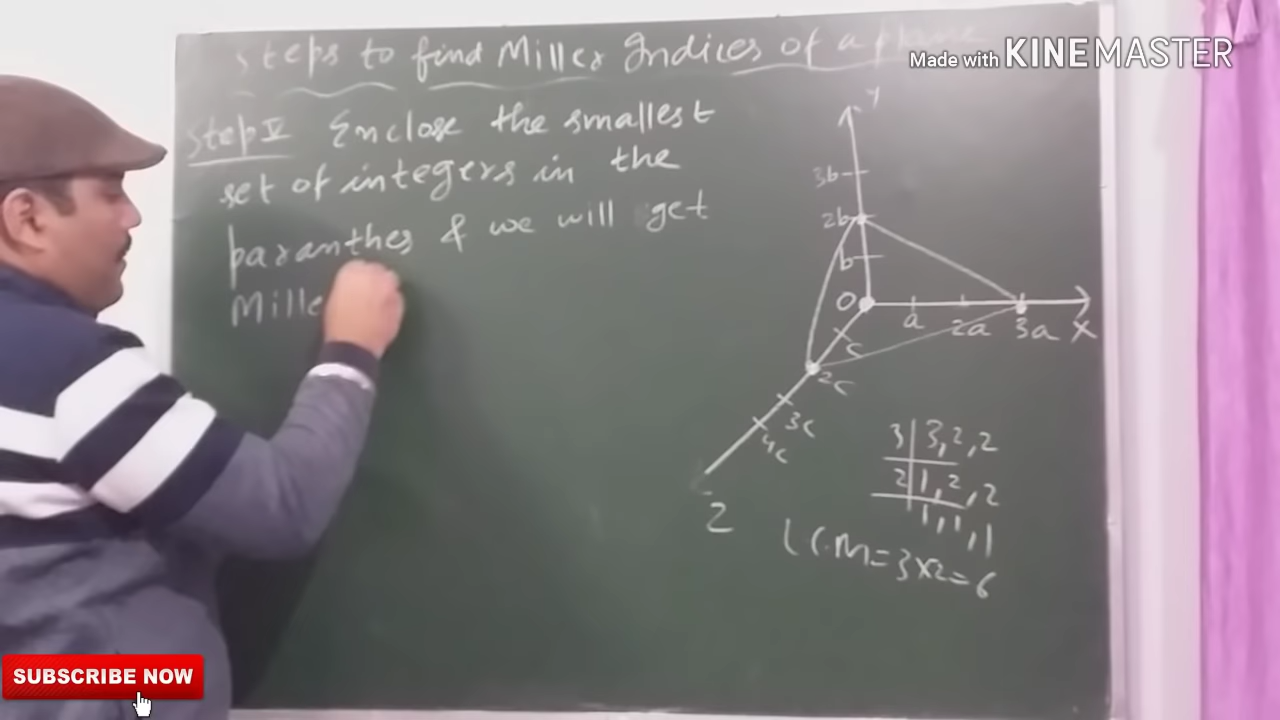 Steps to find Miller Indices of a plane
Made with KINEMASTER
Step V Enclose the smallest
set of integers in the
paranthes & we will get
Mille
Y
3b
2b
b
O
a
2a
3a
X
c
2c
3c
4c
Z
3 3, 2, 2
2 1, 2, 2
1, 1, 1
L.C.M = 3x2=6
SUBSCRIBE NOW